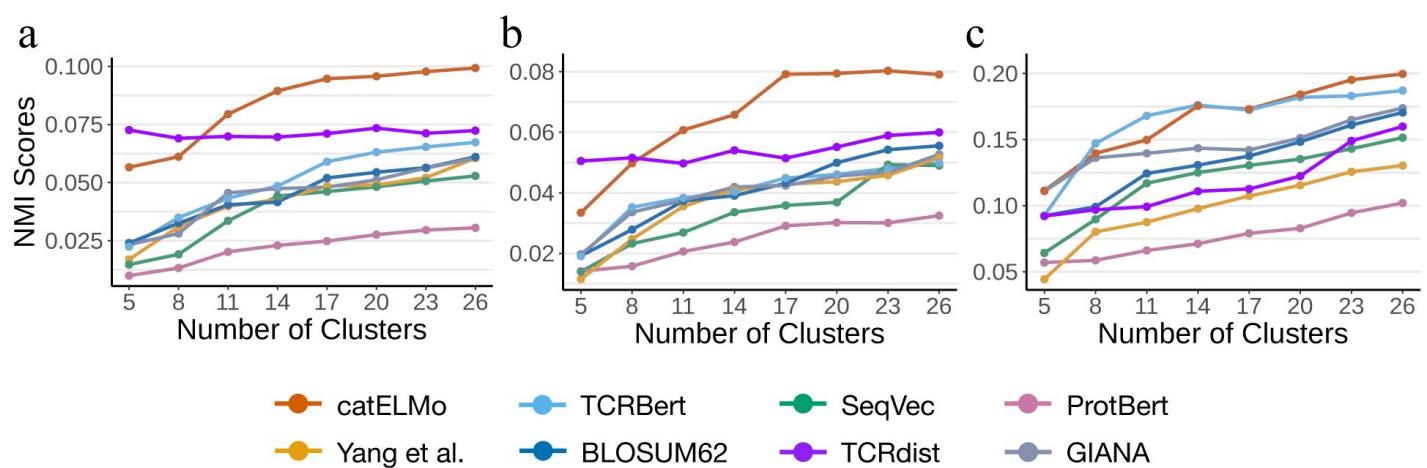 a b c
0.100
0.075
0.050
0.025
NMI Scores
5 8 11 14 17 20 23 26
Number of Clusters
0.08
0.06
0.04
0.02
5 8 11 14 17 20 23 26
Number of Clusters
0.20
0.15
0.10
0.05
5 8 11 14 17 20 23 26
Number of Clusters
catELMo TCRBert SeqVec ProtBert
Yang et al. BLOSUM62 TCRdist GIANA